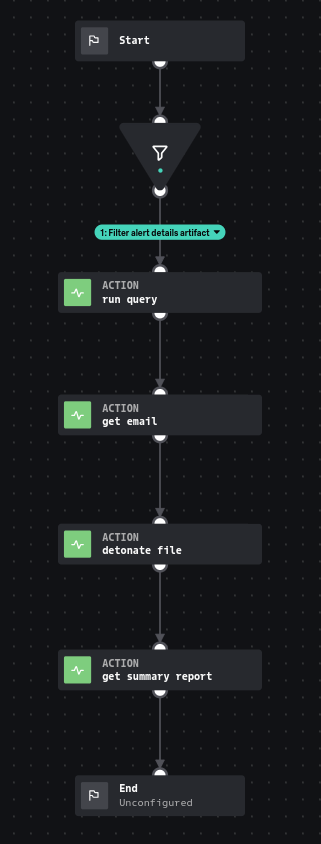 Start
1: Filter alert details artifact
ACTION
run query
ACTION
get email
ACTION
detonate file
ACTION
get summary report
End
Unconfigured